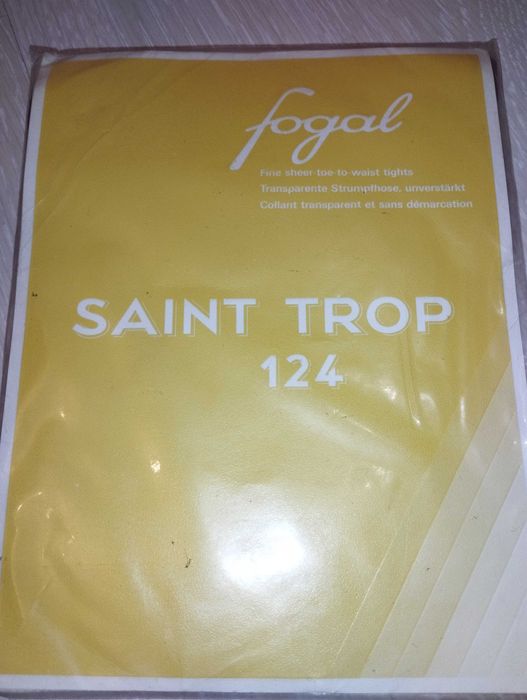 fogal
Fine sheer toe-to-waist tights
Transparente Strumpfhose, unverstärkt
Collant transparent et sans démarcation
SAINT TROP
124